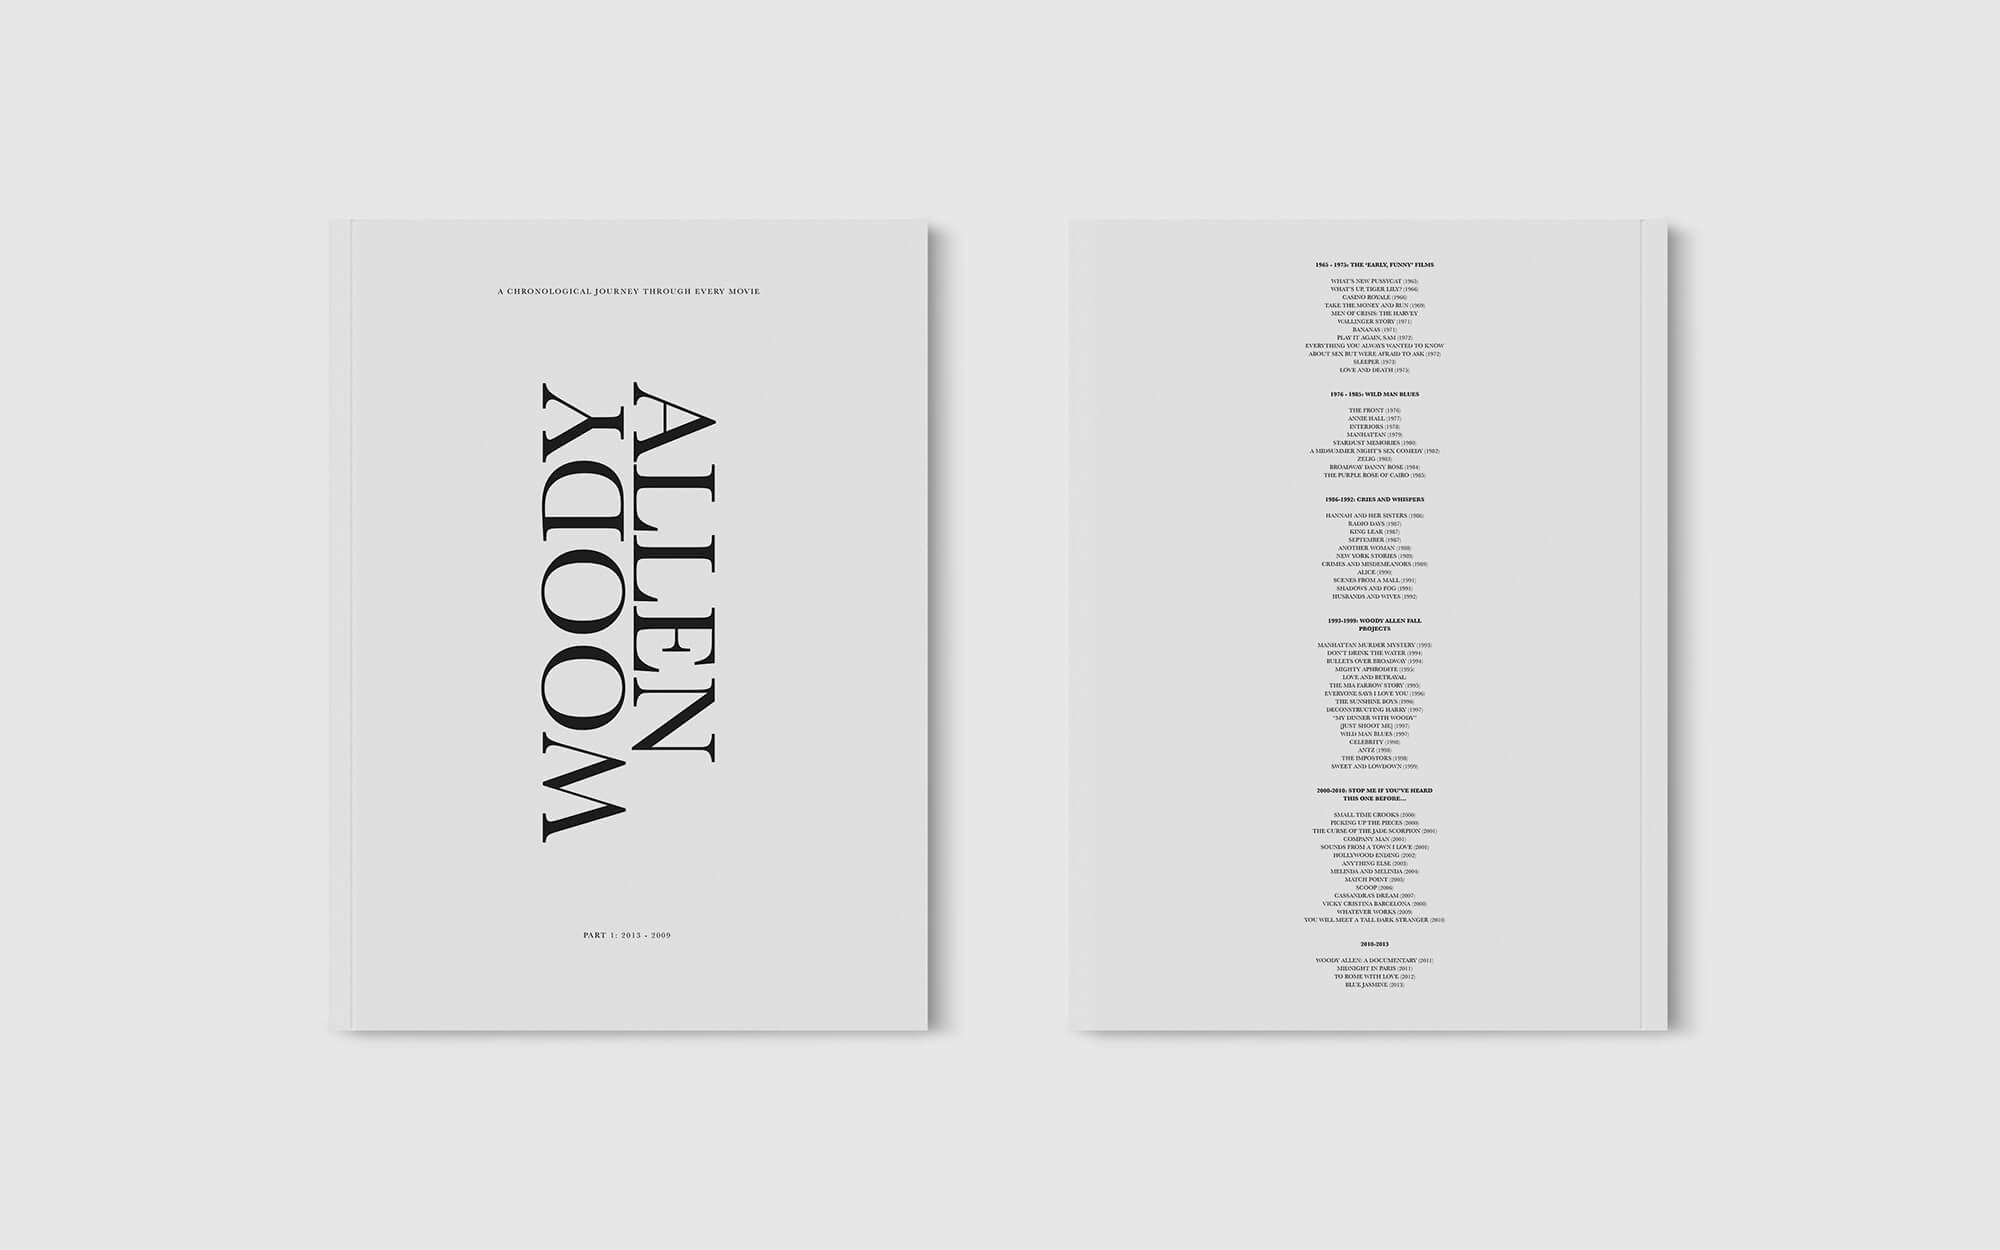 A CHRONOLOGICAL JOURNEY THROUGH EVERY MOVIE
WOODY
ALLEN
PART 1: 2013 - 2009
1965 - 1975: THE ‘EARLY, FUNNY’ FILMS
WHAT'S NEW PUSSYCAT (1965)
WHAT'S UP, TIGER LILY? (1966)
CASINO ROYALE (1966)
TAKE THE MONEY AND RUN (1969)
MEN OF CRISIS: THE HARVEY
WALLINGER STORY (1971)
BANANAS (1971)
PLAY IT AGAIN, SAM (1972)
EVERYTHING YOU ALWAYS WANTED TO KNOW
ABOUT SEX BUT WERE AFRAID TO ASK (1972)
SLEEPER (1973)
LOVE AND DEATH (1975)
1976 - 1985: WILD MAN BLUES
THE FRONT (1976)
ANNIE HALL (1977)
INTERIORS (1978)
MANHATTAN (1979)
STARDUST MEMORIES (1980)
A MIDSUMMER NIGHT'S SEX COMEDY (1982)
ZELIG (1983)
BROADWAY DANNY ROSE (1984)
THE PURPLE ROSE OF CAIRO (1985)
1986-1992: CRIES AND WHISPERS
HANNAH AND HER SISTERS (1986)
RADIO DAYS (1987)
KING LEAR (1987)
SEPTEMBER (1987)
ANOTHER WOMAN (1988)
NEW YORK STORIES (1989)
CRIMES AND MISDEMEANORS (1989)
ALICE (1990)
SCENES FROM A MALL (1991)
SHADOWS AND FOG (1991)
HUSBANDS AND WIVES (1992)
1993-1999: WOODY ALLEN FALL
PROJECTS
MANHATTAN MURDER MYSTERY (1993)
DON'T DRINK THE WATER (1994)
BULLETS OVER BROADWAY (1994)
MIGHTY APHRODITE (1995)
LOVE AND BETRAYAL:
THE MIA FARROW STORY (1995)
EVERYONE SAYS I LOVE YOU (1996)
THE SUNSHINE BOYS (1996)
DECONSTRUCTING HARRY (1997)
“MY DINNER WITH WOODY”
[JUST SHOOT ME] (1997)
WILD MAN BLUES (1997)
CELEBRITY (1998)
ANTZ (1998)
THE IMPOSTORS (1998)
SWEET AND LOWDOWN (1999)
2000-2010: STOP ME IF YOU'VE HEARD
THIS ONE BEFORE...
SMALL TIME CROOKS (2000)
PICKING UP THE PIECES (2000)
THE CURSE OF THE JADE SCORPION (2001)
COMPANY MAN (2001)
SOUNDS FROM A TOWN I LOVE (2001)
HOLLYWOOD ENDING (2002)
ANYTHING ELSE (2003)
MELINDA AND MELINDA (2004)
MATCH POINT (2005)
SCOOP (2006)
CASSANDRA'S DREAM (2007)
VICKY CRISTINA BARCELONA (2008)
WHATEVER WORKS (2009)
YOU WILL MEET A TALL DARK STRANGER (2010)
2010-2013
WOODY ALLEN: A DOCUMENTARY (2011)
MIDNIGHT IN PARIS (2011)
TO ROME WITH LOVE (2012)
BLUE JASMINE (2013)